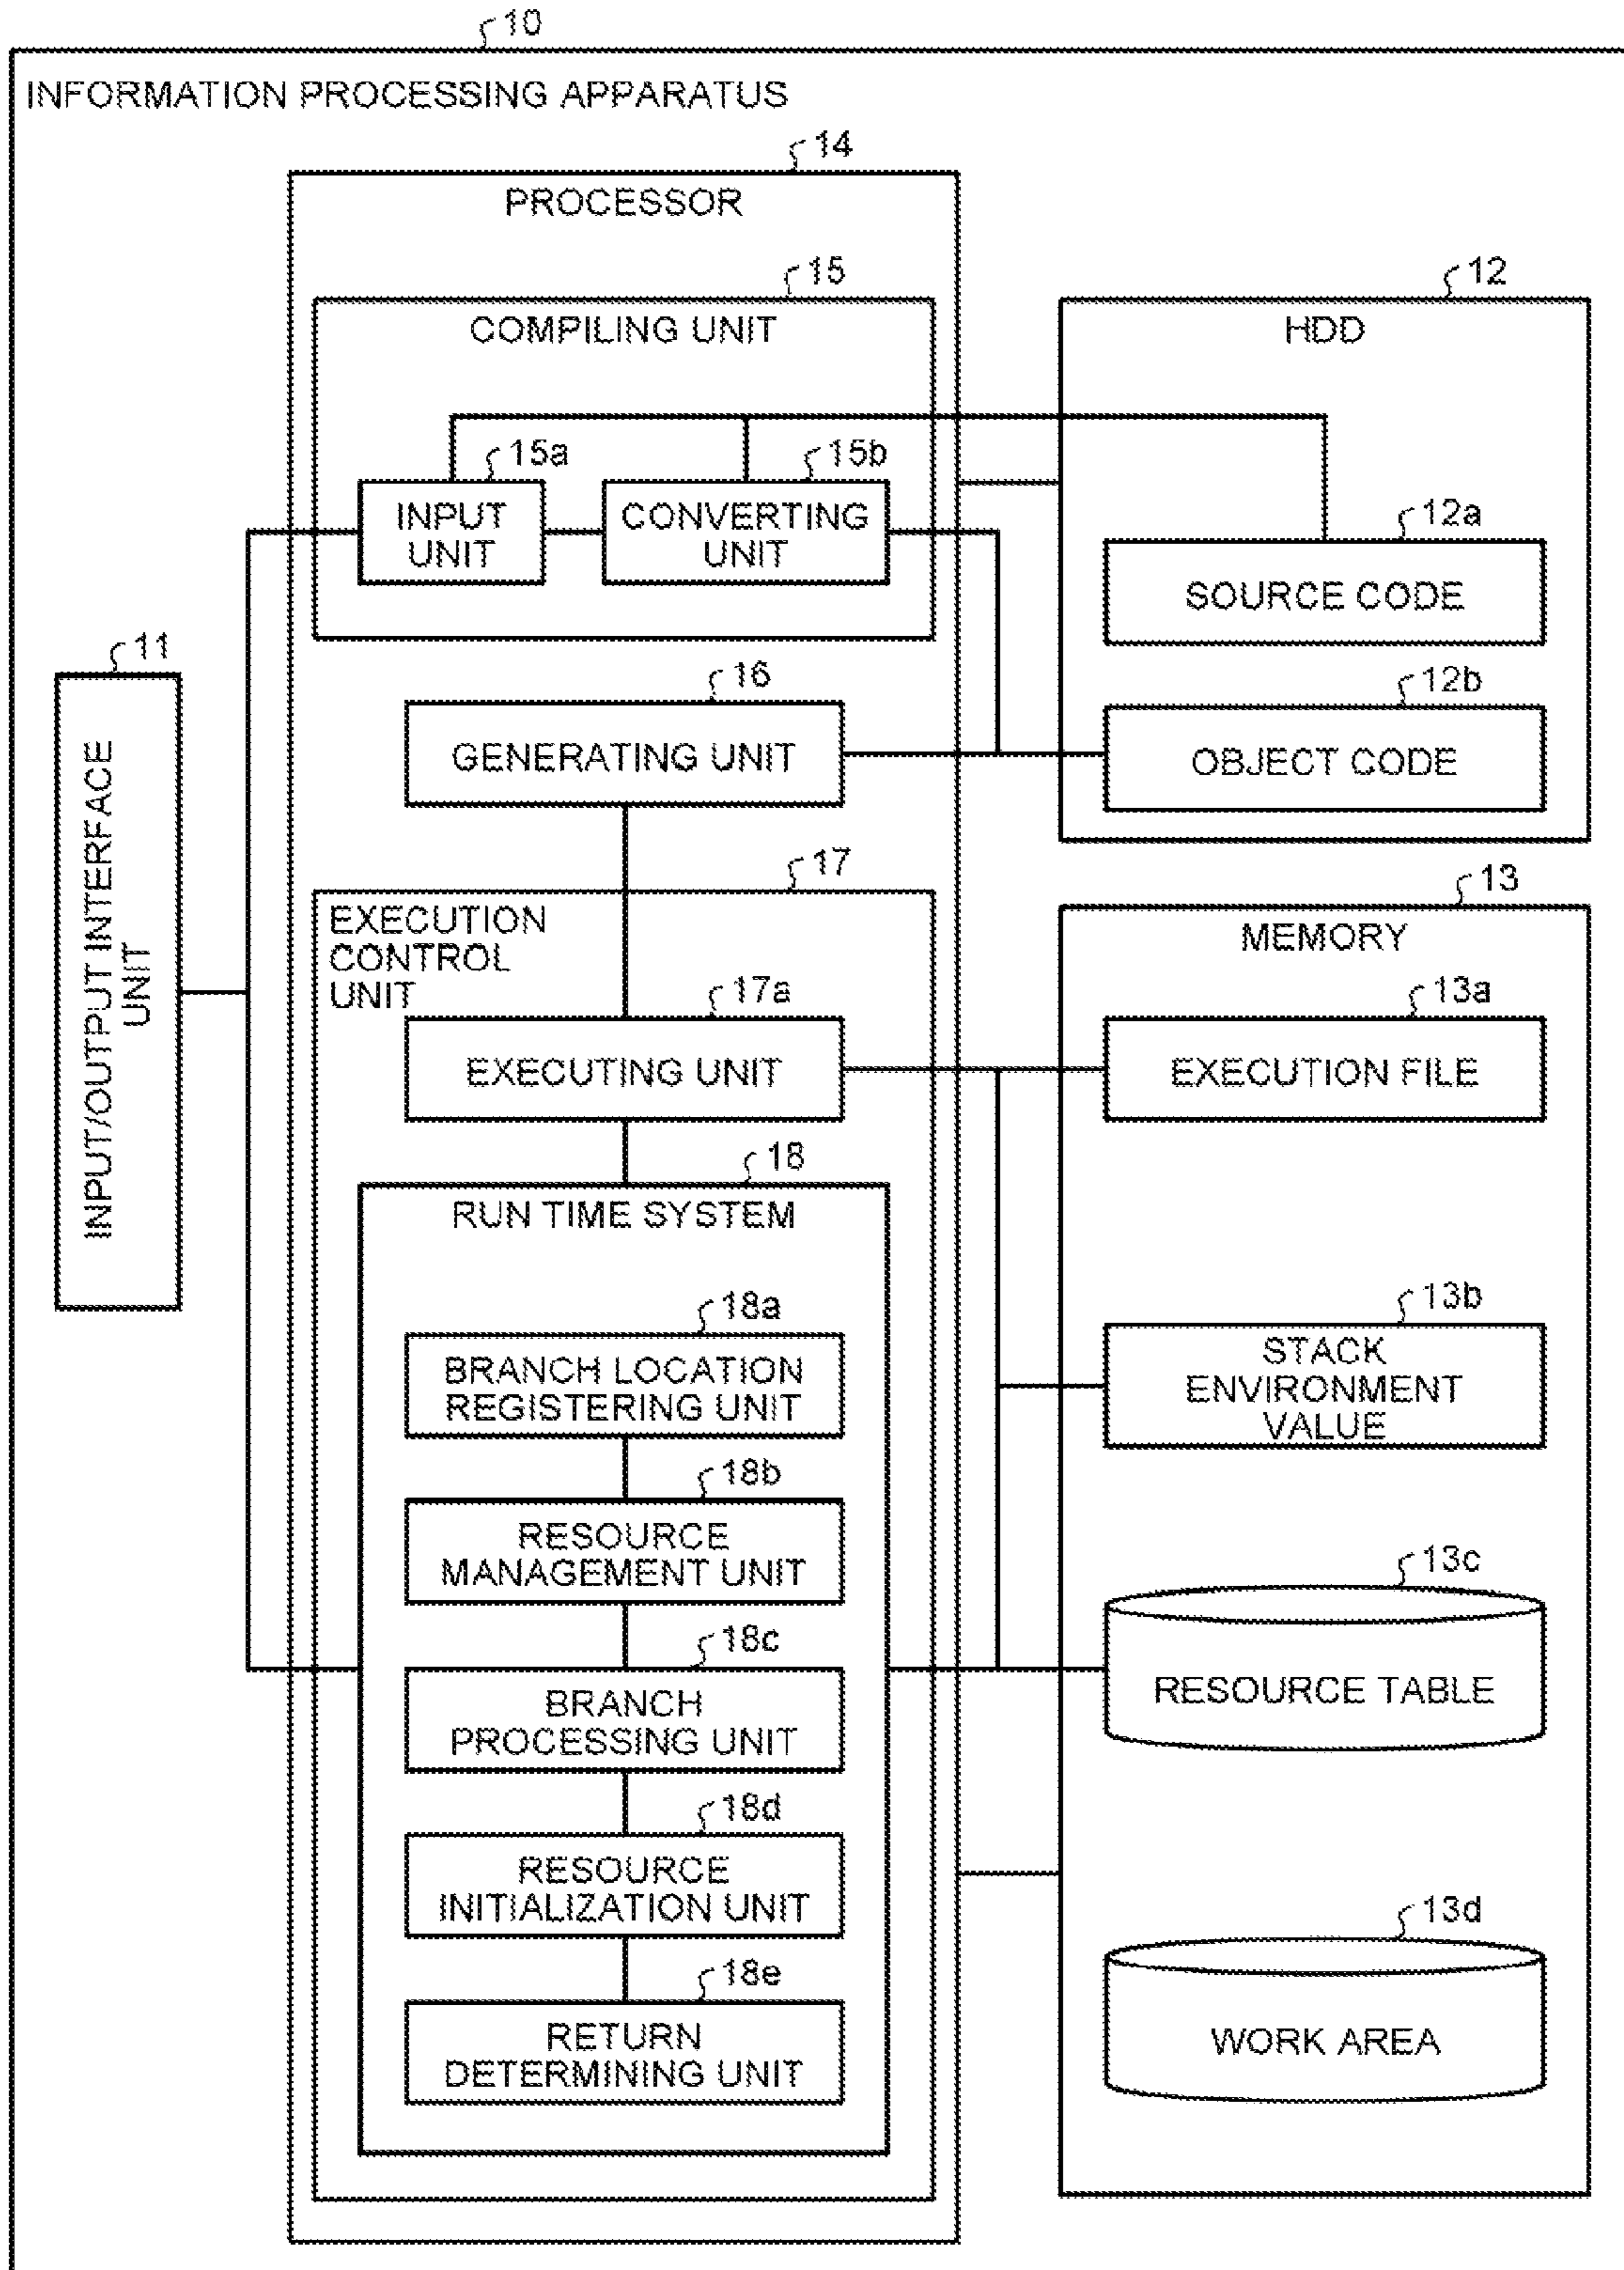 10
INFORMATION PROCESSING APPARATUS
14
PROCESSOR
15
COMPILING UNIT
15a
INPUT
UNIT
15b
CONVERTING
UNIT
12
HDD
12a
SOURCE CODE
12b
OBJECT CODE
11
INPUT/OUTPUT INTERFACE
UNIT
16
GENERATING UNIT
17
EXECUTION
CONTROL
UNIT
17a
EXECUTING UNIT
18
RUN TIME SYSTEM
18a
BRANCH LOCATION
REGISTERING UNIT
18b
RESOURCE
MANAGEMENT UNIT
18c
BRANCH
PROCESSING UNIT
18d
RESOURCE
INITIALIZATION UNIT
18e
RETURN
DETERMINING UNIT
13
MEMORY
13a
EXECUTION FILE
13b
STACK
ENVIRONMENT
VALUE
13c
RESOURCE TABLE
13d
WORK AREA